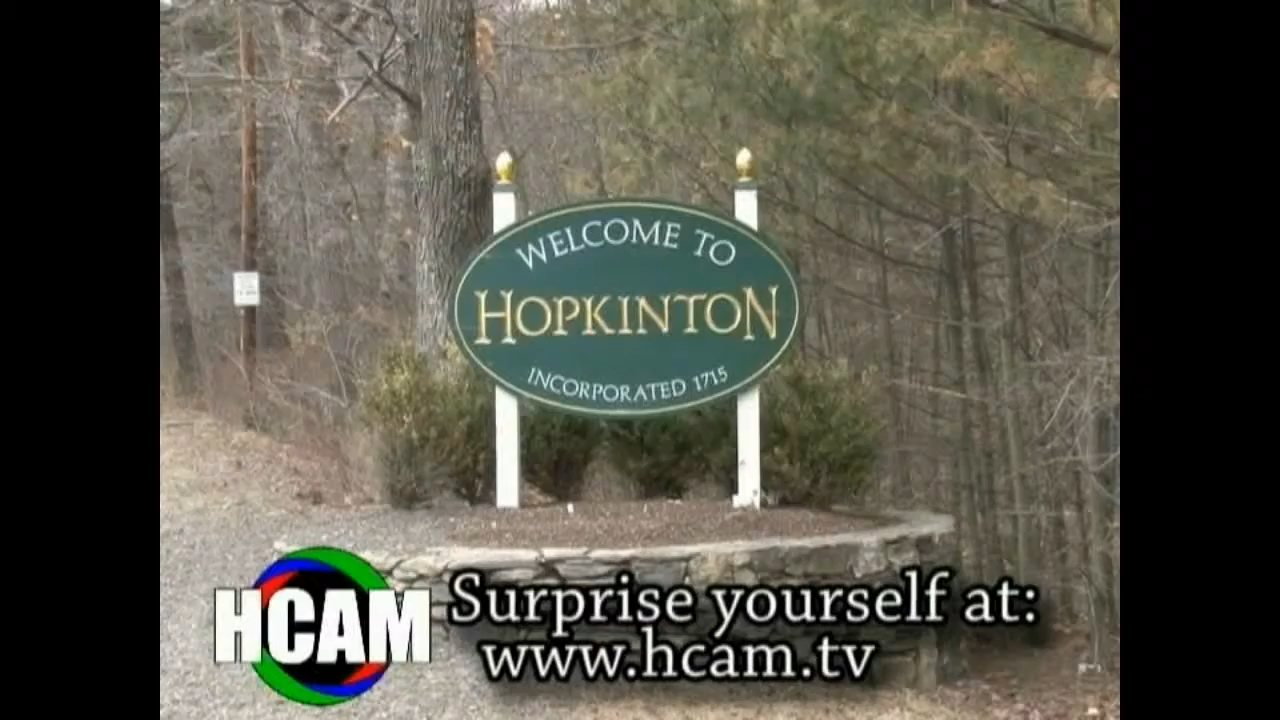 WELCOME TO
HOPKINTON
INCORPORATED 1715
HCAM
Surprise yourself at:
www.hcam.tv